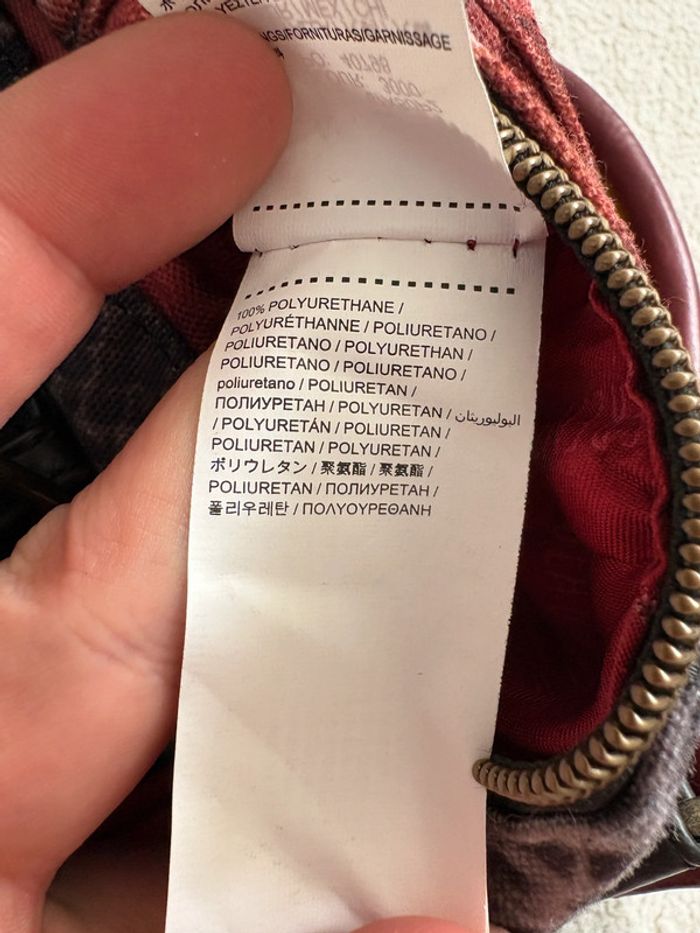 NGS/FORNITURAS/GARNISSAGE
100% POLYURETHANE /
POLYURÉTHANNE / POLIURETANO /
POLIURETANO / POLYURETHAN /
POLIURETANO / POLIURETANO /
poliuretano / POLIURETAN /
ПОЛИУРЕТАН / POLYURETAN / البوليوريثان
/ POLYURETÁN / POLIURETAN /
POLIURETAN / POLYURETAN /
ポリウレタン / 聚氨酯 / 聚氨酯 /
POLIURETAN / ПОЛИУРЕТАН /
폴리우레탄 / ΠΟΛΥΟΥΡΕΘΑΝΗ